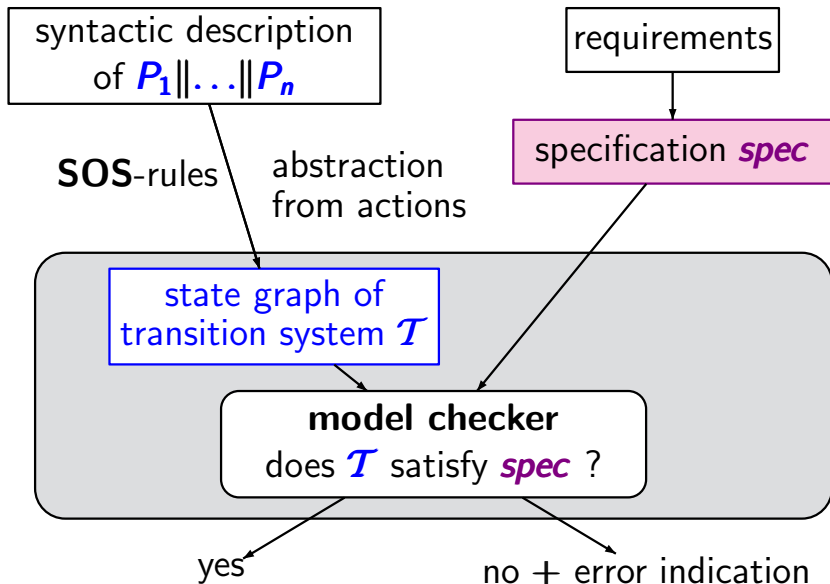 syntactic description
of P₁‖...‖Pₙ
requirements
specification spec
SOS-rules
abstraction
from actions
state graph of
transition system 𝒯
model checker
does 𝒯 satisfy spec ?
yes
no + error indication